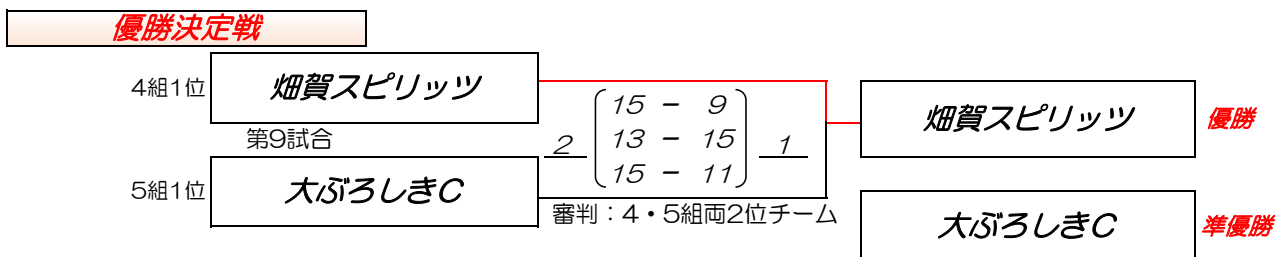 優勝決定戦
4組1位 畑賀スピリッツ
第9試合
5組1位 大ぶろしきC
2 15 - 9 1
13 - 15
15 - 11
審判：4・5組両2位チーム
畑賀スピリッツ 優勝
大ぶろしきC 準優勝